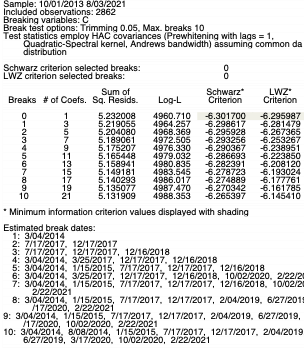 Sample: 10/01/2013 8/03/2021
Included observations: 2862
Breaking variables: C
Break test options: Trimming 0.05, Max. breaks 10
Test statistics employ HAC covariances (Prewhitening with lags = 1,
Quadratic-Spectral kernel, Andrews bandwidth) assuming common da
distribution
Schwarz criterion selected breaks: 0
LWZ criterion selected breaks: 0
Sum of Schwarz* LWZ*
Breaks # of Coefs. Sq. Resids. Log-L Criterion Criterion
0 1 5.232008 4960.710 -6.301700 -6.295987
1 3 5.219055 4964.257 -6.298617 -6.281479
2 5 5.204080 4968.369 -6.295928 -6.267365
3 7 5.189061 4972.505 -6.293256 -6.253267
4 9 5.175207 4976.330 -6.290367 -6.238951
5 11 5.165448 4979.032 -6.286693 -6.223850
6 13 5.158941 4980.835 -6.282391 -6.208120
7 15 5.149181 4983.545 -6.278723 -6.193024
8 17 5.140293 4986.017 -6.274889 -6.177761
9 19 5.135077 4987.470 -6.270342 -6.161785
10 21 5.131909 4988.353 -6.265397 -6.145410
* Minimum information criterion values displayed with shading
Estimated break dates:
1: 3/04/2014
2: 7/17/2017, 12/17/2017
3: 7/17/2017, 12/17/2017, 12/16/2018
4: 3/04/2014, 3/25/2017, 12/17/2017, 12/16/2018
5: 3/04/2014, 1/15/2015, 7/17/2017, 12/17/2017, 12/16/2018
6: 3/04/2014, 3/25/2017, 12/17/2017, 12/16/2018, 10/02/2020, 2/22/20
7: 3/04/2014, 1/15/2015, 7/17/2017, 12/17/2017, 12/16/2018, 10/02/2
2/22/2021
8: 3/04/2014, 1/15/2015, 7/17/2017, 12/17/2017, 2/04/2019, 6/27/2019
/17/2020, 2/22/2021
9: 3/04/2014, 1/15/2015, 7/17/2017, 12/17/2017, 2/04/2019, 6/27/2019,
/17/2020, 10/02/2020, 2/22/2021
10: 3/04/2014, 8/08/2014, 1/15/2015, 7/17/2017, 12/17/2017, 2/04/2019
6/27/2019, 3/17/2020, 10/02/2020, 2/22/2021